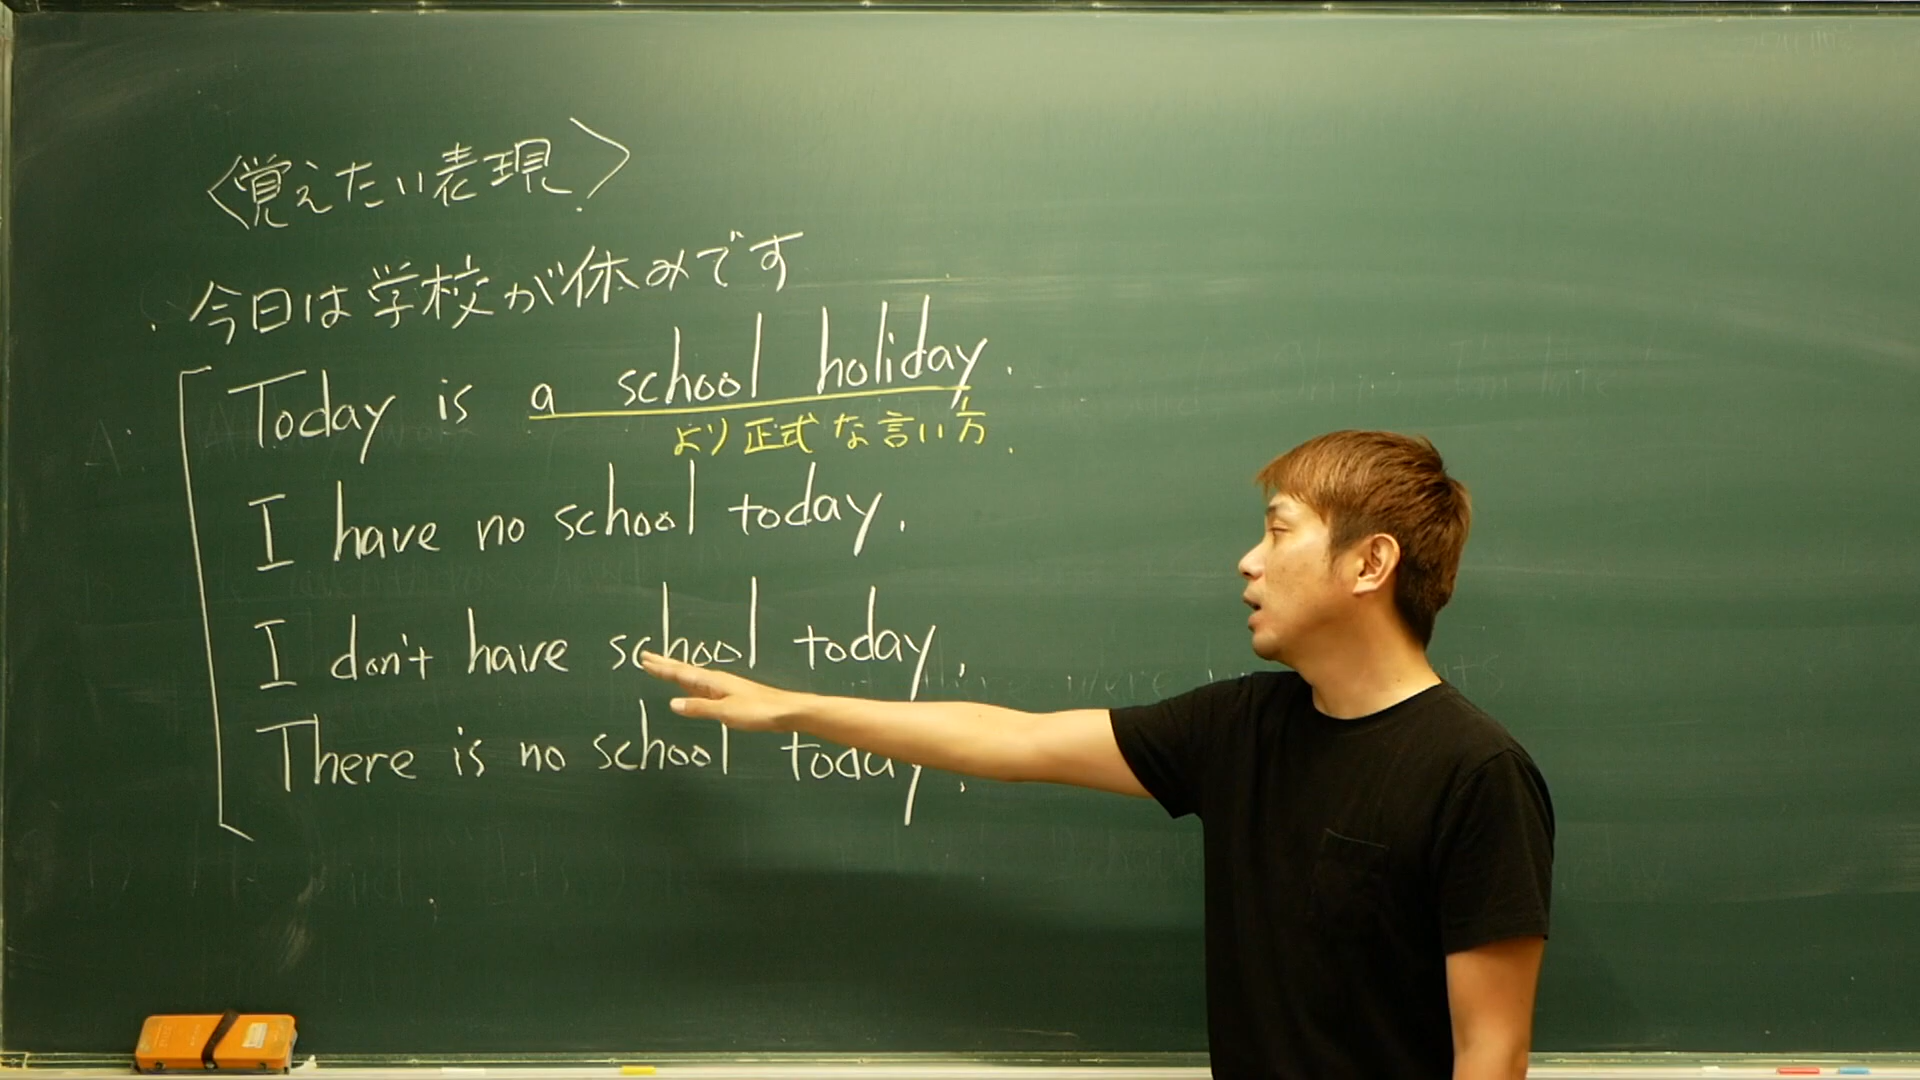 〈覚えたい表現〉
・今日は学校が休みです
Today is a school holiday.
より正式な言い方.
I have no school today.
I don't have school today.
There is no school today.